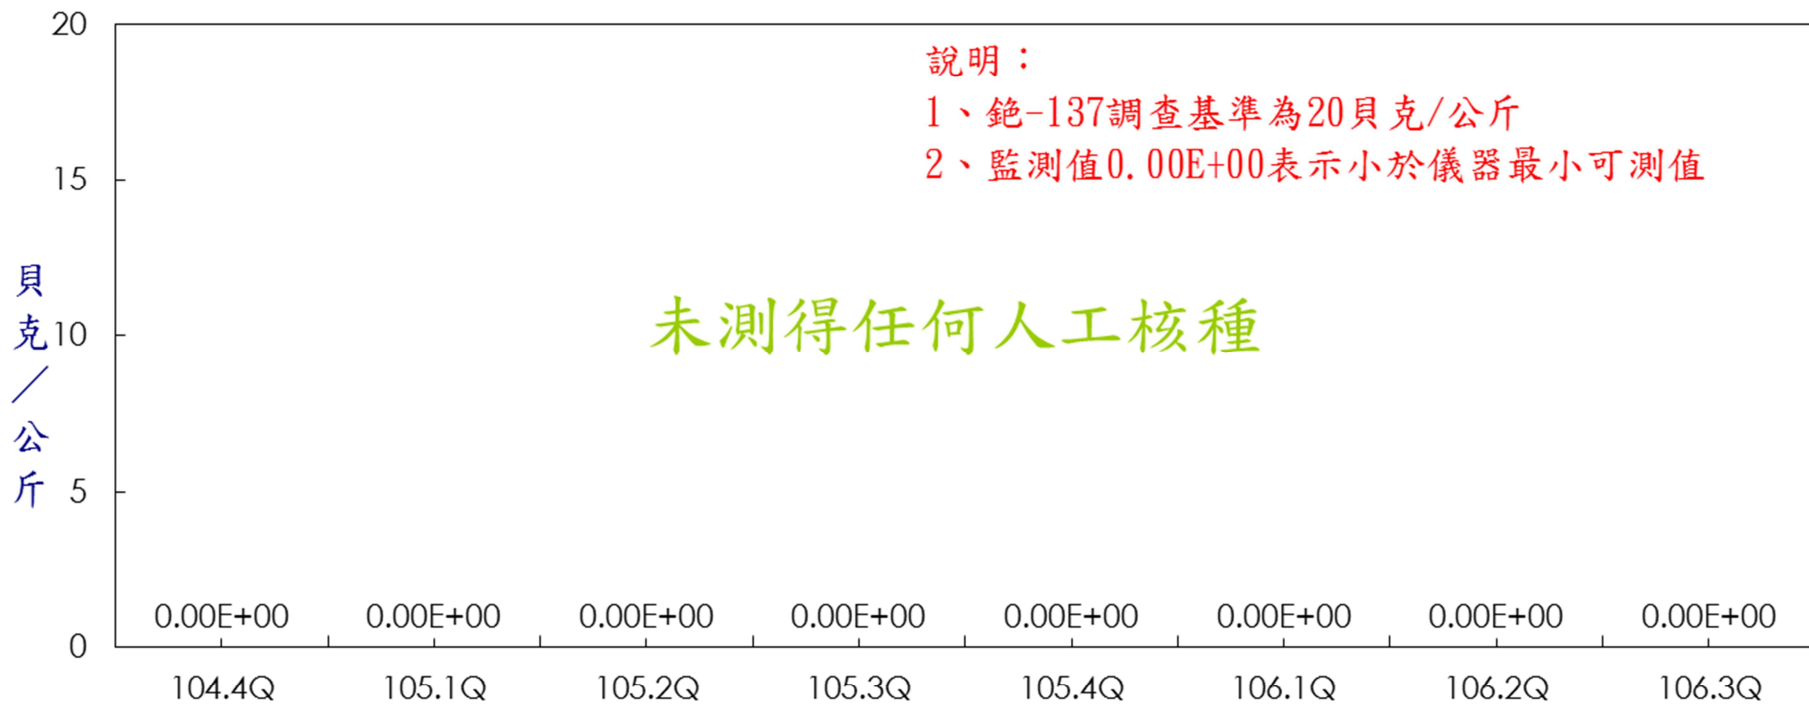 20
說明：
1、銫-137調查基準為20貝克/公斤
2、監測值0.00E+00表示小於儀器最小可測值
15
貝克/公斤
10
未測得任何人工核種
5
0.00E+00 0.00E+00 0.00E+00 0.00E+00 0.00E+00 0.00E+00 0.00E+00 0.00E+00
0
104.4Q 105.1Q 105.2Q 105.3Q 105.4Q 106.1Q 106.2Q 106.3Q